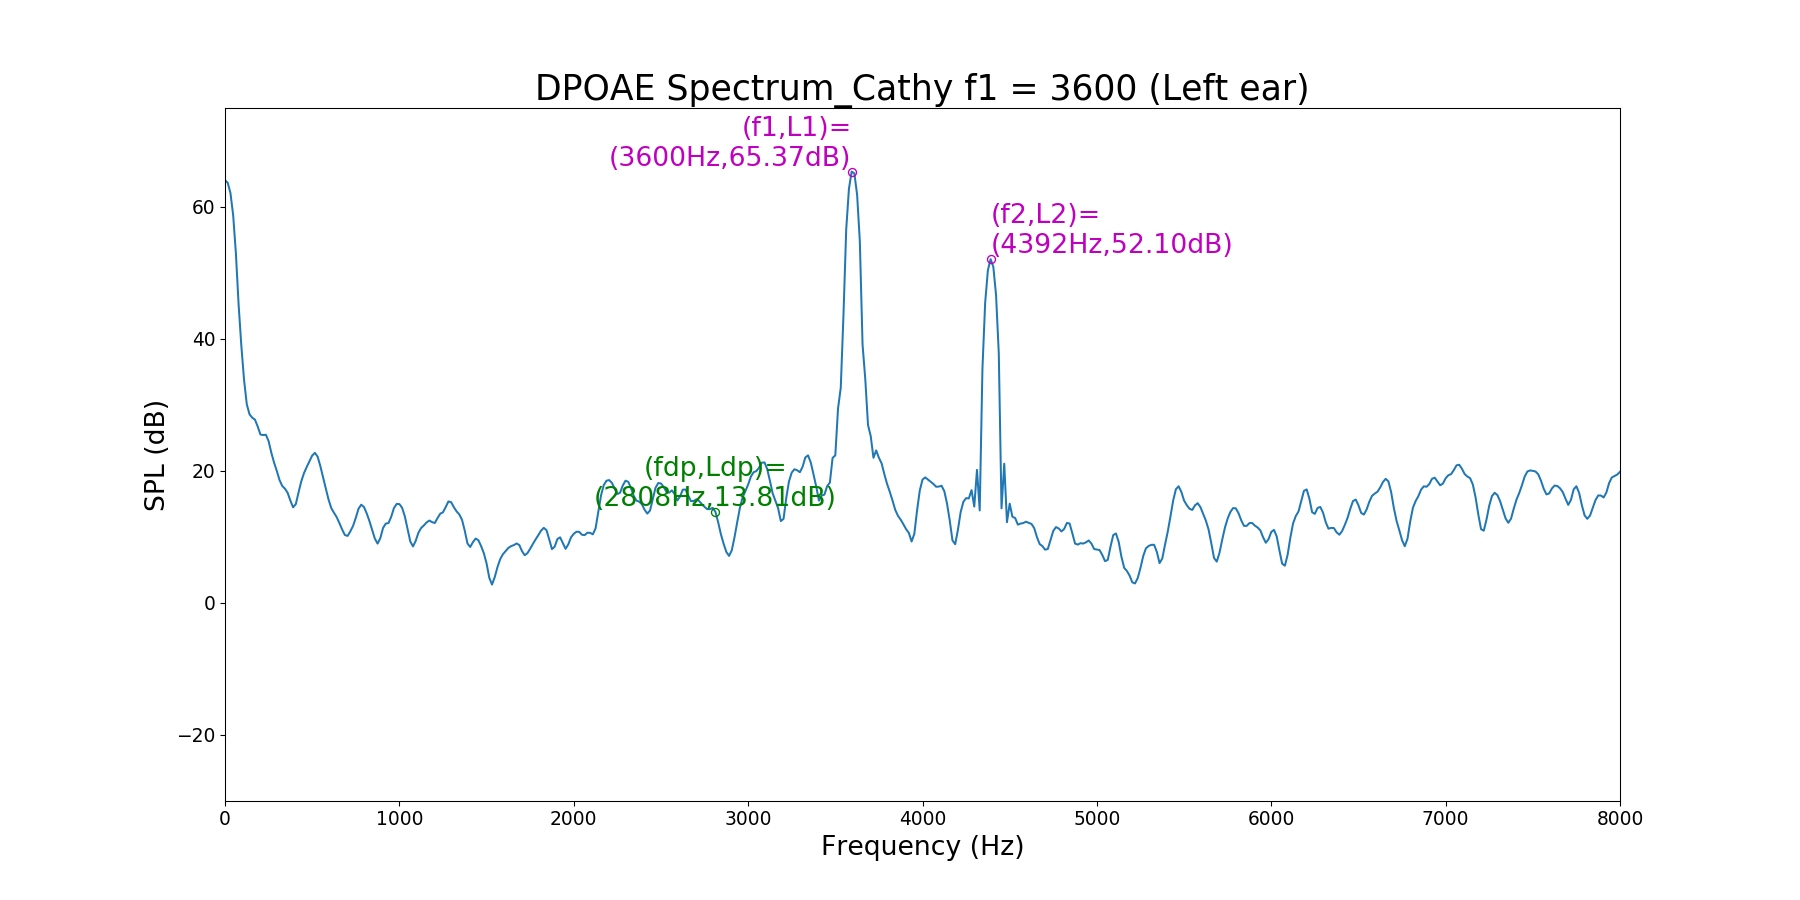 DPOAE Spectrum_Cathy f1 = 3600 (Left ear)
(f1,L1)=
(3600Hz,65.37dB)
(f2,L2)=
(4392Hz,52.10dB)
(fdp,Ldp)=
(2808Hz,13.81dB)
SPL (dB)
60
40
20
0
−20
0 1000 2000 3000 4000 5000 6000 7000 8000
Frequency (Hz)